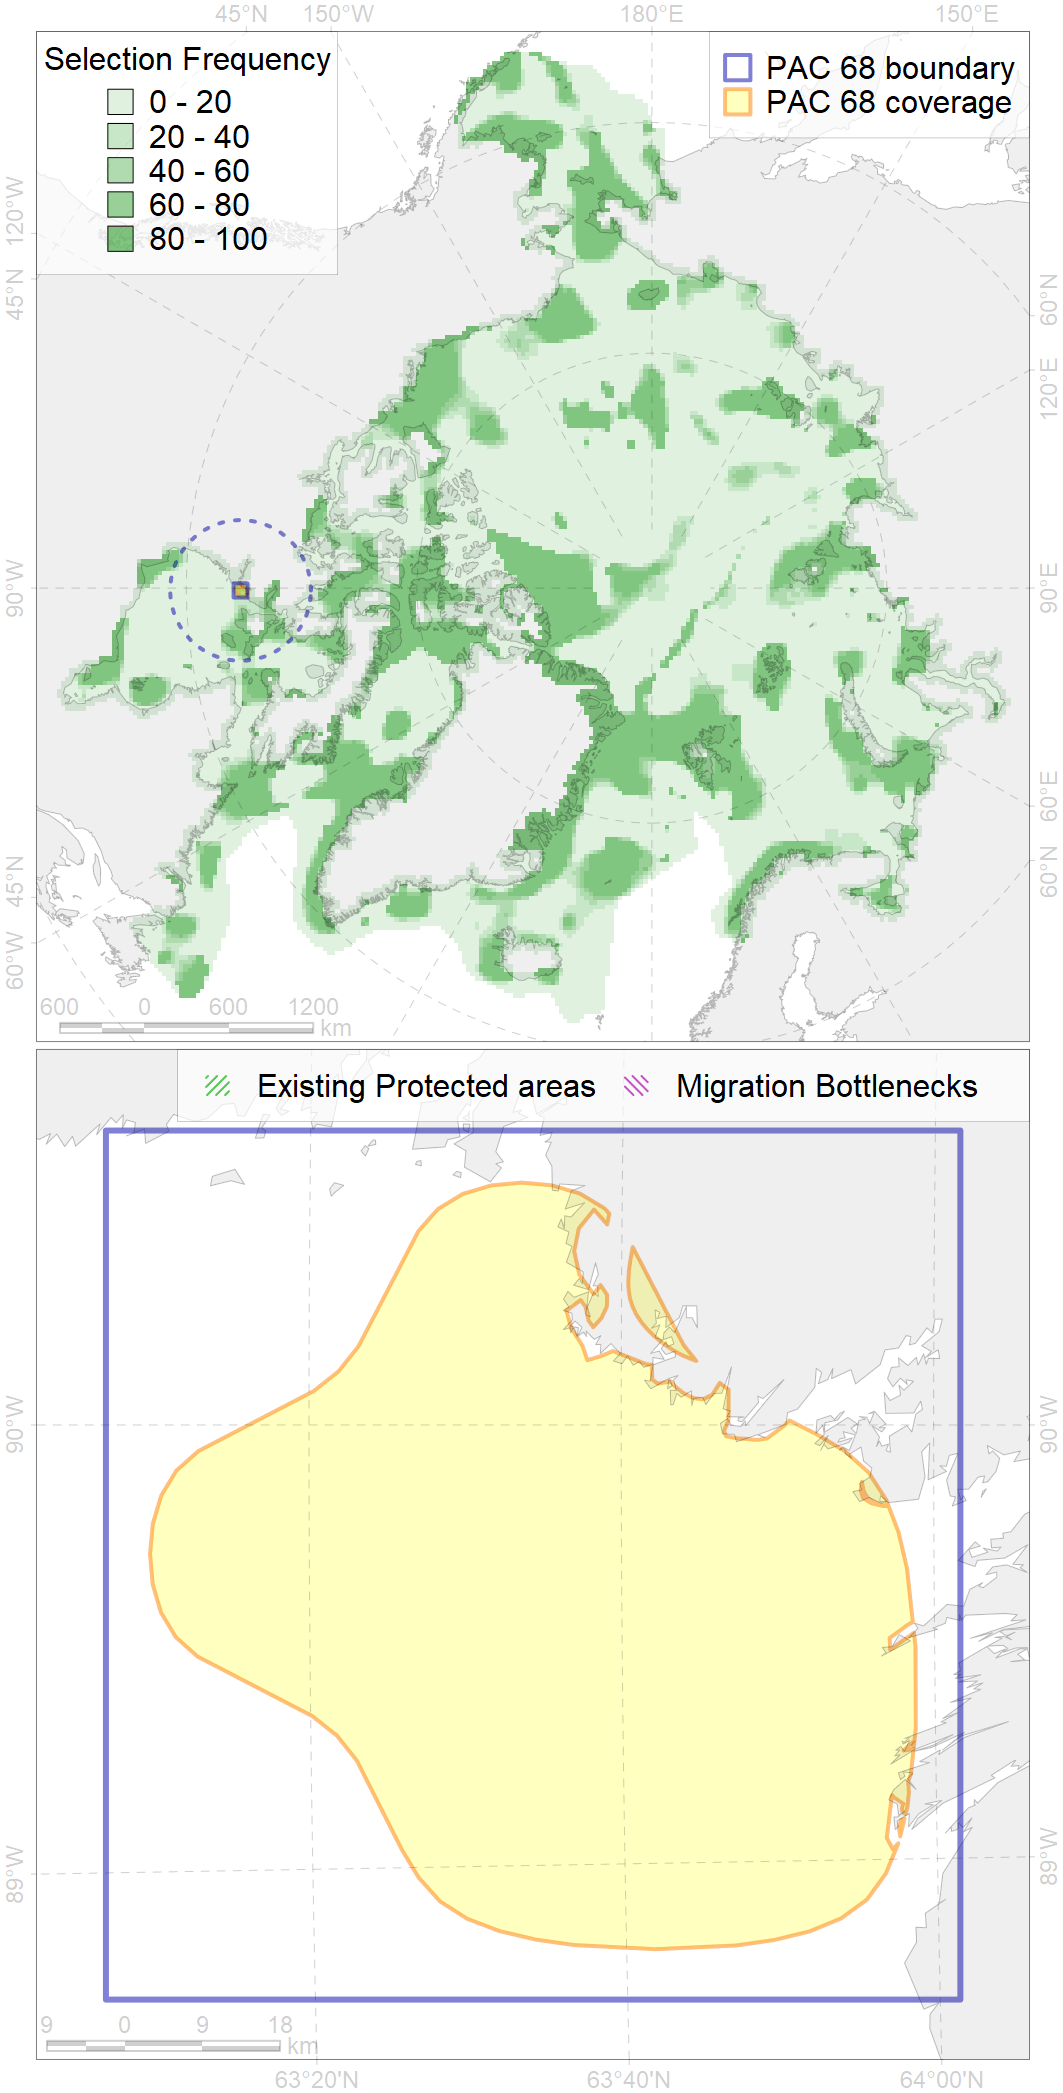 45°N 150°W 180°E 150°E
Selection Frequency
0 - 20
20 - 40
40 - 60
60 - 80
80 - 100
PAC 68 boundary
PAC 68 coverage
120°W
45°N
90°W
45°N
60°W
60°N
120°E
90°E
60°E
60°N
600 0 600 1200
km
Existing Protected areas Migration Bottlenecks
90°W
89°W
90°W
89°W
9 0 9 18
km
63°20'N 63°40'N 64°00'N